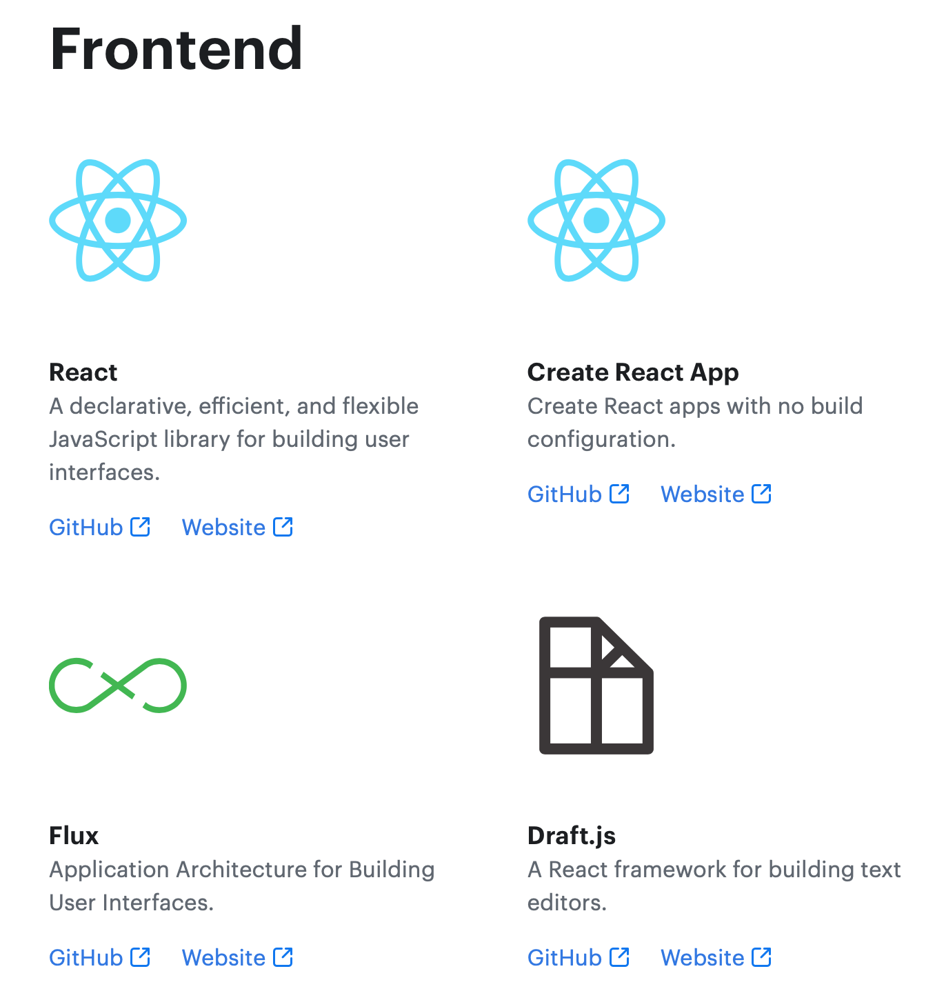 Frontend
React
A declarative, efficient, and flexible
JavaScript library for building user
interfaces.
GitHub Website
Create React App
Create React apps with no build
configuration.
GitHub Website
Flux
Application Architecture for Building
User Interfaces.
GitHub Website
Draft.js
A React framework for building text
editors.
GitHub Website